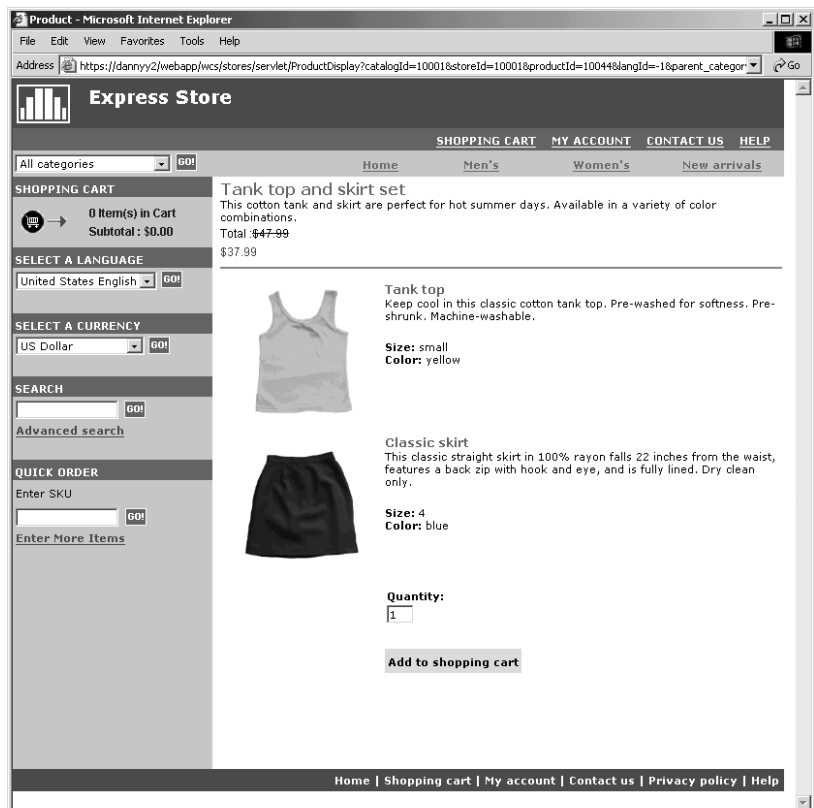 Product - Microsoft Internet Explorer
File Edit View Favorites Tools Help
Address https://dannyy2/webapp/wcs/stores/servlet/ProductDisplay?catalogId=10001&storeId=10001&productId=10044&langId=-1&parent_categor Go
Express Store
SHOPPING CART MY ACCOUNT CONTACT US HELP
All categories GO!
Home Men's Women's New arrivals
SHOPPING CART
0 Item(s) in Cart
Subtotal : $0.00
SELECT A LANGUAGE
United States English GO!
SELECT A CURRENCY
US Dollar GO!
SEARCH
GO!
Advanced search
QUICK ORDER
Enter SKU
GO!
Enter More Items
Tank top and skirt set
This cotton tank and skirt are perfect for hot summer days. Available in a variety of color
combinations.
Total :$47.99
$37.99
Tank top
Keep cool in this classic cotton tank top. Pre-washed for softness. Pre-
shrunk. Machine-washable.
Size: small
Color: yellow
Classic skirt
This classic straight skirt in 100% rayon falls 22 inches from the waist,
features a back zip with hook and eye, and is fully lined. Dry clean
only.
Size: 4
Color: blue
Quantity:
1
Add to shopping cart
Home | Shopping cart | My account | Contact us | Privacy policy | Help